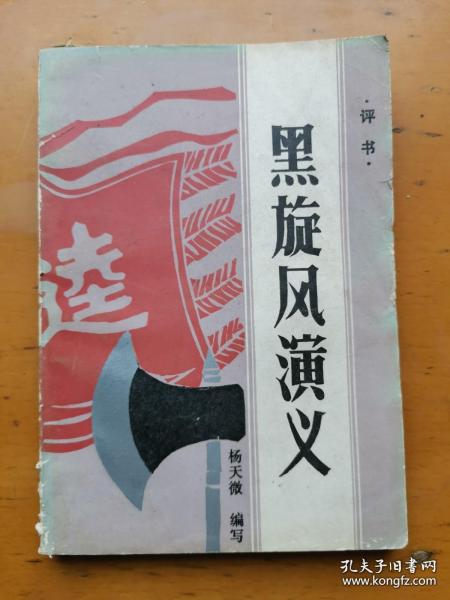 ·评书·
黑旋风演义
杨天微 编写
逵
孔夫子旧书网
www.kongfz.com